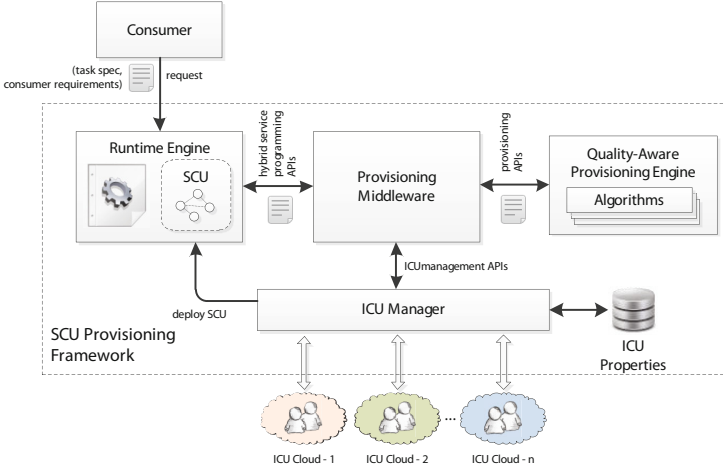 Consumer
(task spec,
consumer requirements)
request
Runtime Engine
SCU
hybrid service
programming
APIs
Provisioning
Middleware
provisioning
APIs
Quality-Aware
Provisioning Engine
Algorithms
ICUmanagement APIs
deploy SCU
ICU Manager
SCU Provisioning
Framework
ICU
Properties
...
ICU Cloud - 1
ICU Cloud - 2
ICU Cloud - n